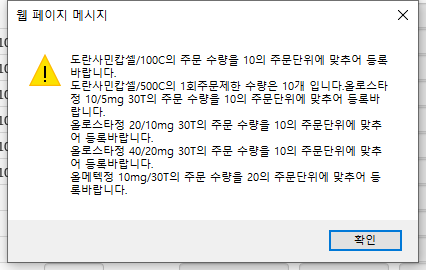 웹 페이지 메시지
도란사민캅셀/100C의 주문 수량을 10의 주문단위에 맞추어 등록
바랍니다.
도란사민캅셀/500C의 1회주문제한 수량은 10개 입니다.올로스타
정 10/5mg 30T의 주문 수량을 10의 주문단위에 맞추어 등록바
랍니다.
올로스타정 20/10mg 30T의 주문 수량을 10의 주문단위에 맞추
어 등록바랍니다.
올로스타정 40/20mg 30T의 주문 수량을 10의 주문단위에 맞추
어 등록바랍니다.
올메텍정 10mg/30T의 주문 수량을 20의 주문단위에 맞추어 등
록바랍니다.
확인